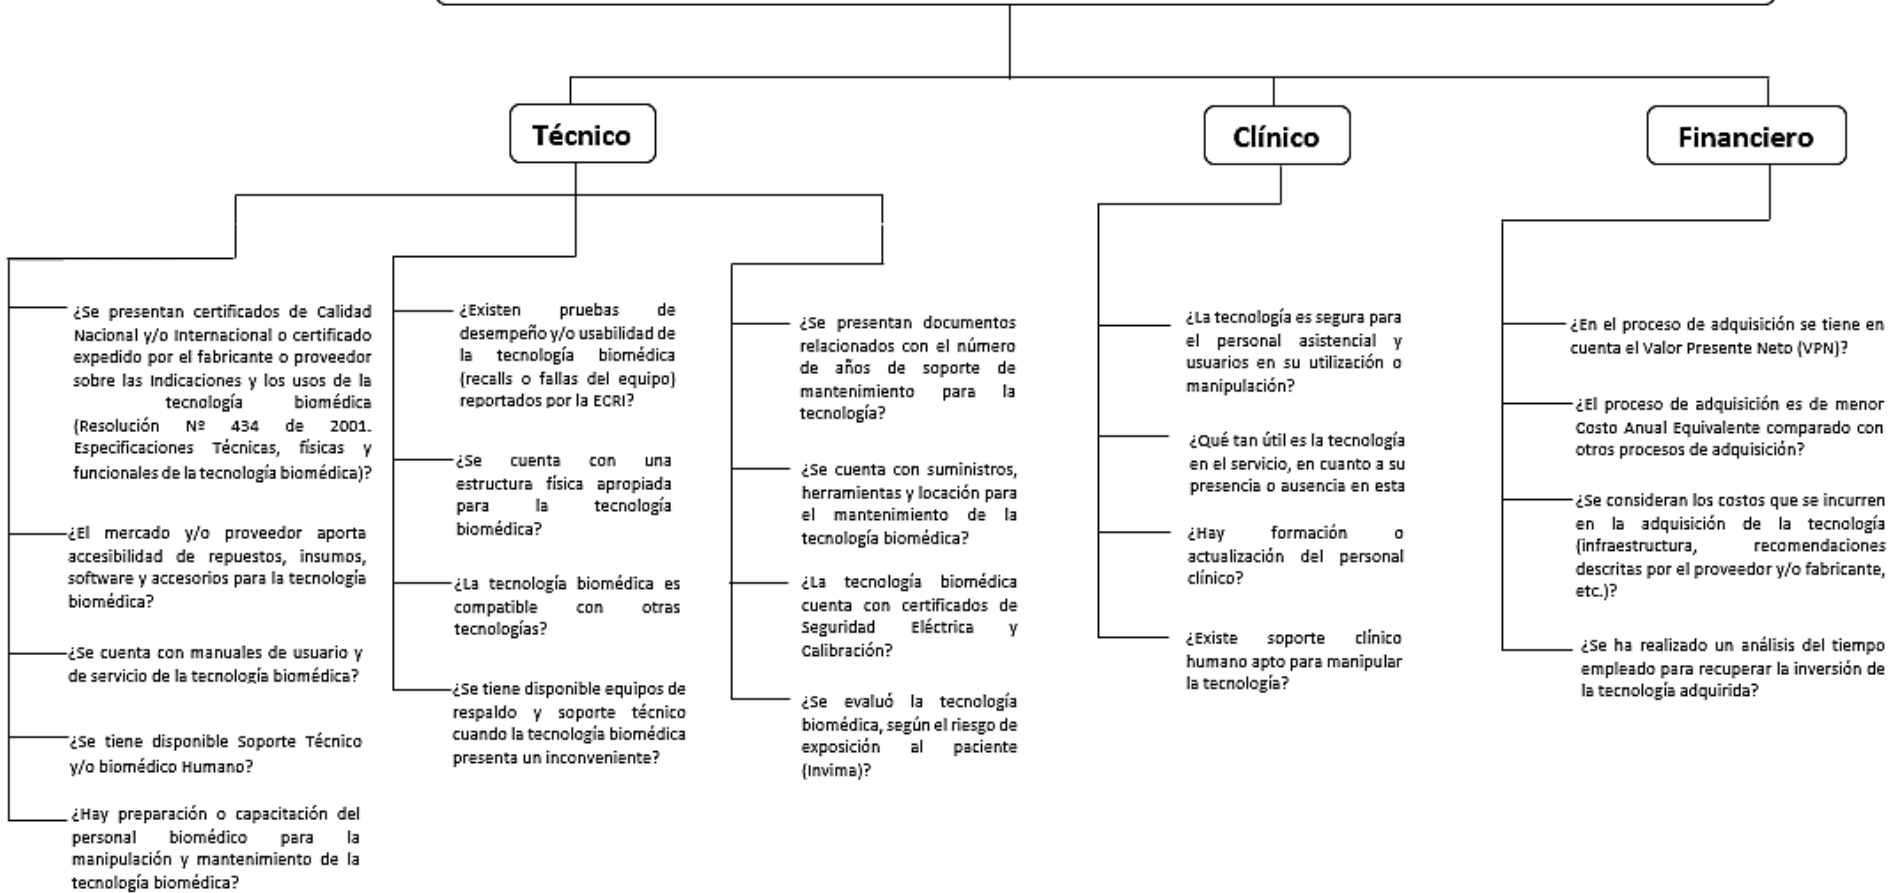 Técnico
Clínico
Financiero
¿Se presentan certificados de Calidad
Nacional y/o Internacional o certificado
expedido por el fabricante o proveedor
sobre las Indicaciones y los usos de la
tecnología biomédica
(Resolución Nº 434 de 2001.
Especificaciones Técnicas, físicas y
funcionales de la tecnología biomédica)?
¿El mercado y/o proveedor aporta
accesibilidad de repuestos, insumos,
software y accesorios para la tecnología
biomédica?
¿Se cuenta con manuales de usuario y
de servicio de la tecnología biomédica?
¿Se tiene disponible Soporte Técnico
y/o biomédico Humano?
¿Hay preparación o capacitación del
personal biomédico para la
manipulación y mantenimiento de la
tecnología biomédica?
¿Existen pruebas de
desempeño y/o usabilidad de
la tecnología biomédica
(recalls o fallas del equipo)
reportados por la ECRI?
¿Se cuenta con una
estructura física apropiada
para la tecnología
biomédica?
¿La tecnología biomédica es
compatible con otras
tecnologías?
¿Se tiene disponible equipos de
respaldo y soporte técnico
cuando la tecnología biomédica
presenta un inconveniente?
¿Se presentan documentos
relacionados con el número
de años de soporte de
mantenimiento para la
tecnología?
¿Se cuenta con suministros,
herramientas y locación para
el mantenimiento de la
tecnología biomédica?
¿La tecnología biomédica
cuenta con certificados de
Seguridad Eléctrica y
Calibración?
¿Se evaluó la tecnología
biomédica, según el riesgo de
exposición al paciente
(Invima)?
¿La tecnología es segura para
el personal asistencial y
usuarios en su utilización o
manipulación?
¿Qué tan útil es la tecnología
en el servicio, en cuanto a su
presencia o ausencia en esta
¿Hay formación o
actualización del personal
clínico?
¿Existe soporte clínico
humano apto para manipular
la tecnología?
¿En el proceso de adquisición se tiene en
cuenta el Valor Presente Neto (VPN)?
¿El proceso de adquisición es de menor
Costo Anual Equivalente comparado con
otros procesos de adquisición?
¿Se consideran los costos que se incurren
en la adquisición de la tecnología
(infraestructura, recomendaciones
descritas por el proveedor y/o fabricante,
etc.)?
¿Se ha realizado un análisis del tiempo
empleado para recuperar la inversión de
la tecnología adquirida?